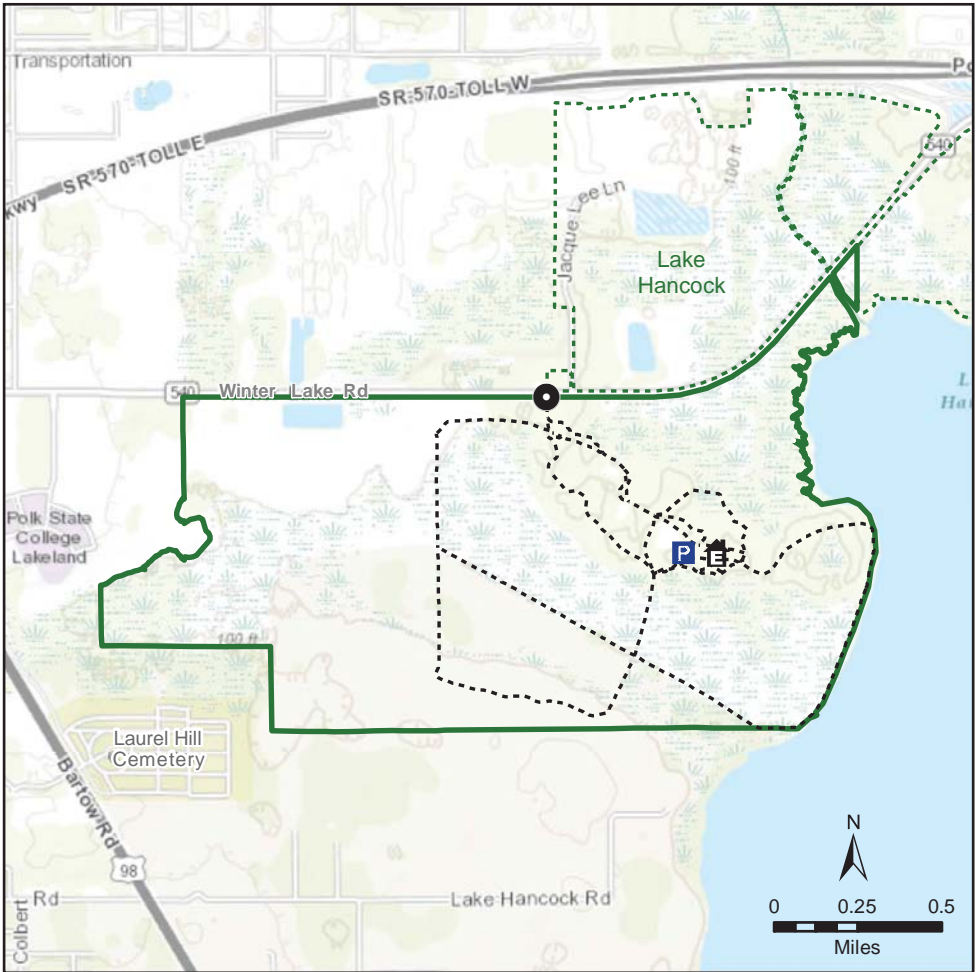 Transportation
Po
SR 570-TOLL W
SR 570-TOLL E
kwy
540
100 ft
Jacque Lee Ln
Lake
Hancock
L
Han
540
Winter Lake Rd
Polk State
College
Lakeland
P
E
100 ft
Laurel Hill
Cemetery
Bartow Rd
98
N
Rd
Lake Hancock Rd
Colbert
0 0.25 0.5
Miles